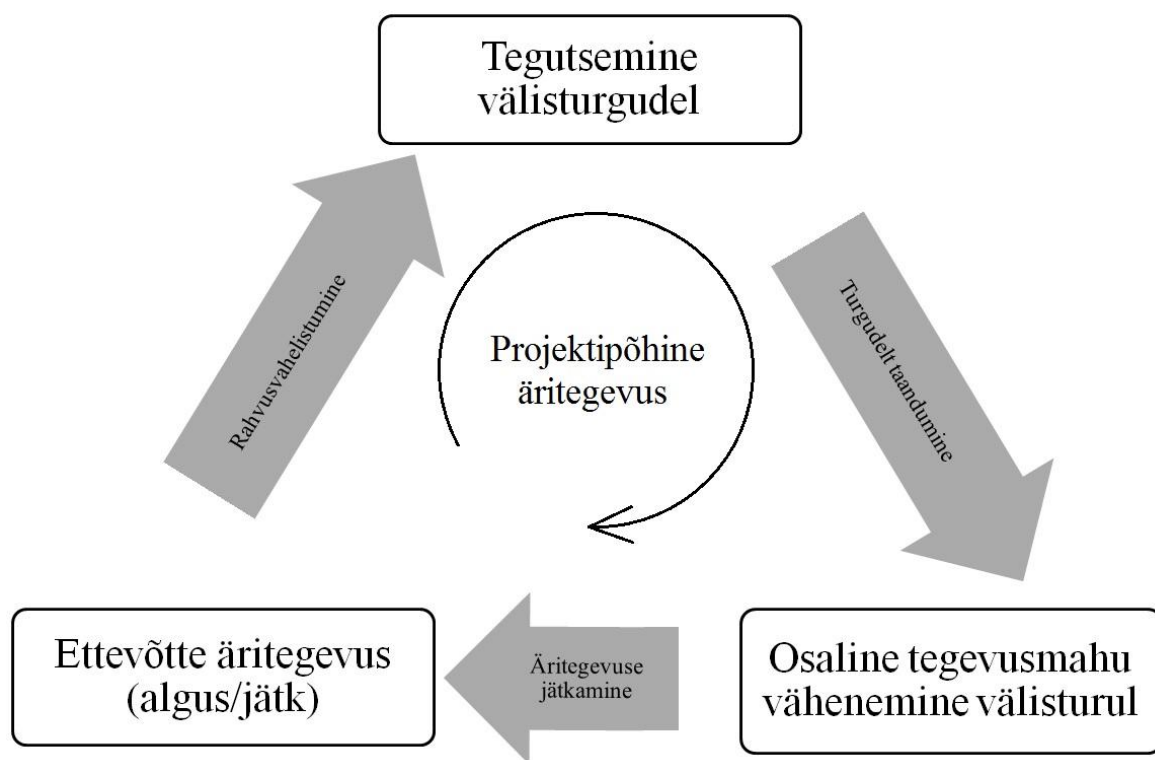 Tegutsemine
välisturgudel
Rahvusvahelistumine
Projektipõhine
äritegevus
Turgudelt taandumine
Ettevõtte äritegevus
(algus/jätk)
Äritegevuse
jätkamine
Osaline tegevusmahu
vähenemine välisturul